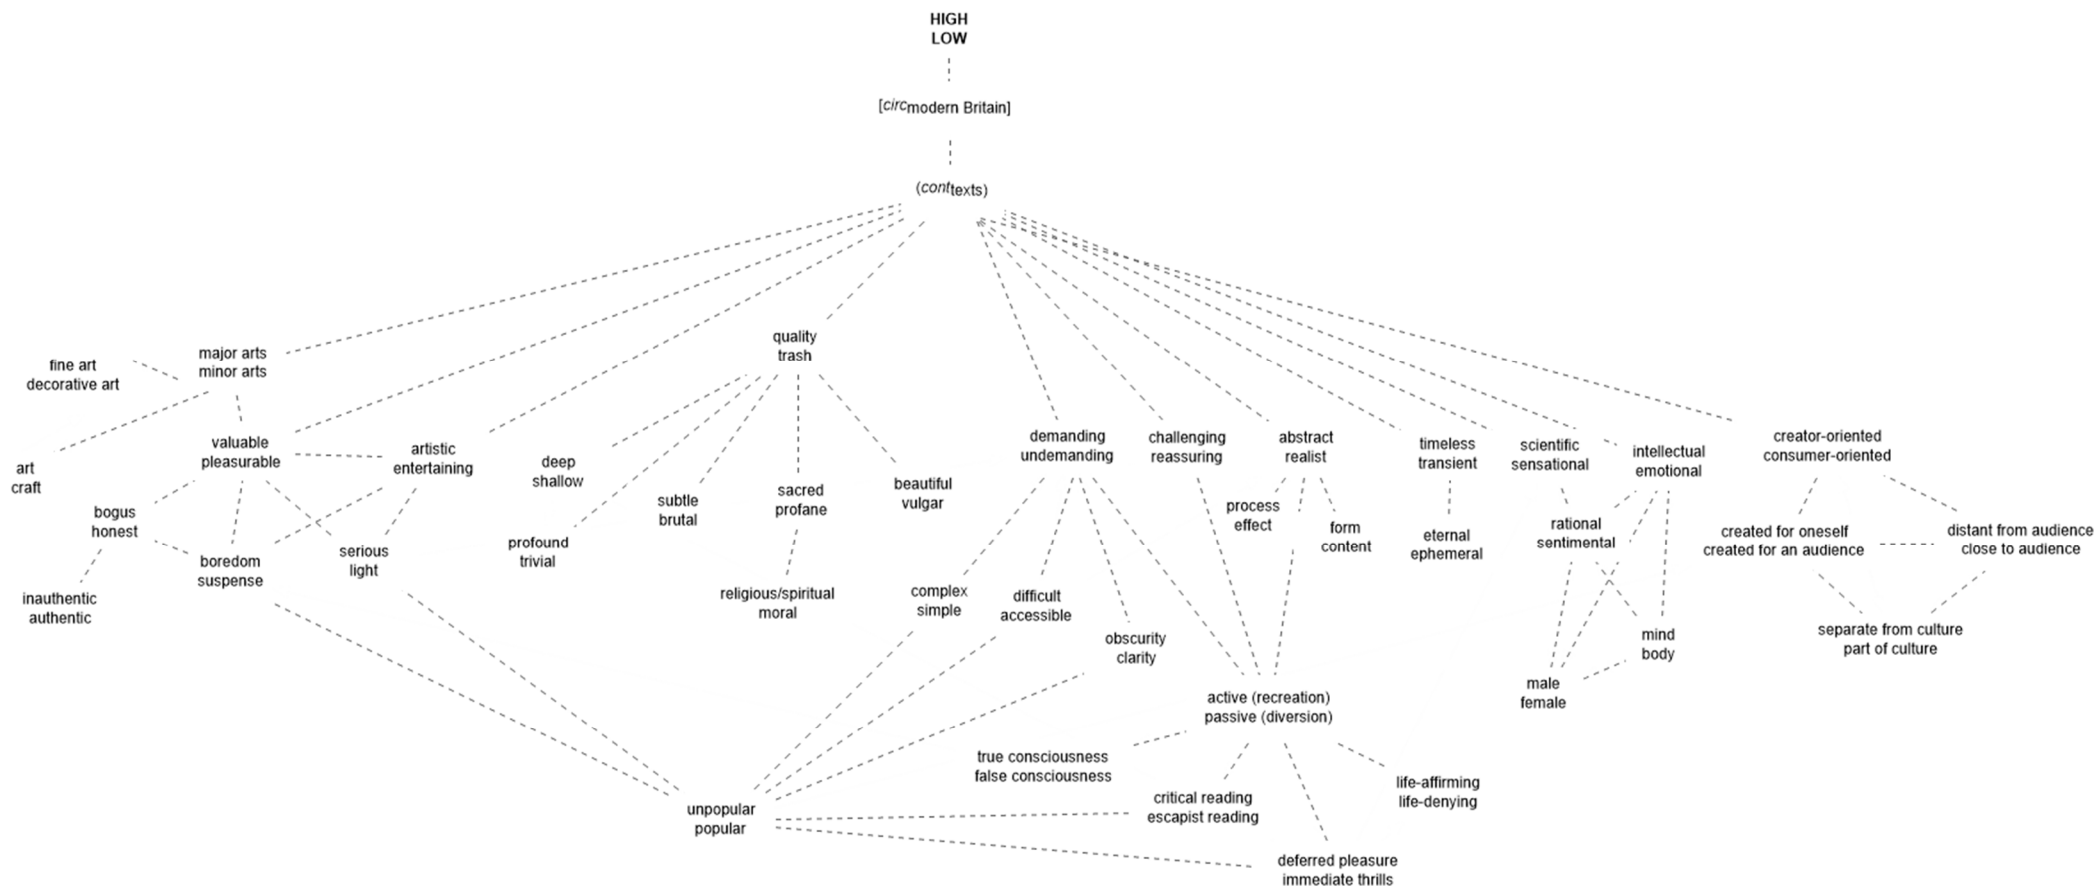 HIGH
LOW
[circmodern Britain]
(conttexts)
quality
trash
major arts
minor arts
fine art
decorative art
valuable
pleasurable
artistic
entertaining
art
craft
deep
shallow
subtle
brutal
sacred
profane
beautiful
vulgar
demanding
undemanding
challenging
reassuring
abstract
realist
timeless
transient
scientific
sensational
intellectual
emotional
creator-oriented
consumer-oriented
bogus
honest
boredom
suspense
serious
light
profound
trivial
process
effect
form
content
eternal
ephemeral
rational
sentimental
created for oneself
created for an audience
distant from audience
close to audience
inauthentic
authentic
religious/spiritual
moral
complex
simple
difficult
accessible
obscurity
clarity
mind
body
separate from culture
part of culture
male
female
active (recreation)
passive (diversion)
true consciousness
false consciousness
life-affirming
life-denying
unpopular
popular
critical reading
escapist reading
deferred pleasure
immediate thrills